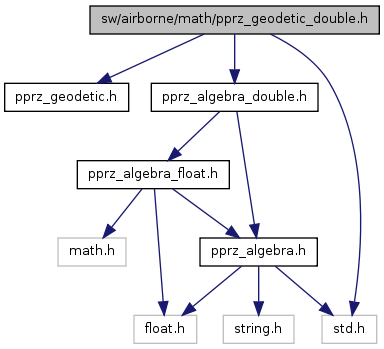 sw/airborne/math/pprz_geodetic_double.h
pprz_geodetic.h
pprz_algebra_double.h
pprz_algebra_float.h
math.h
pprz_algebra.h
float.h
string.h
std.h